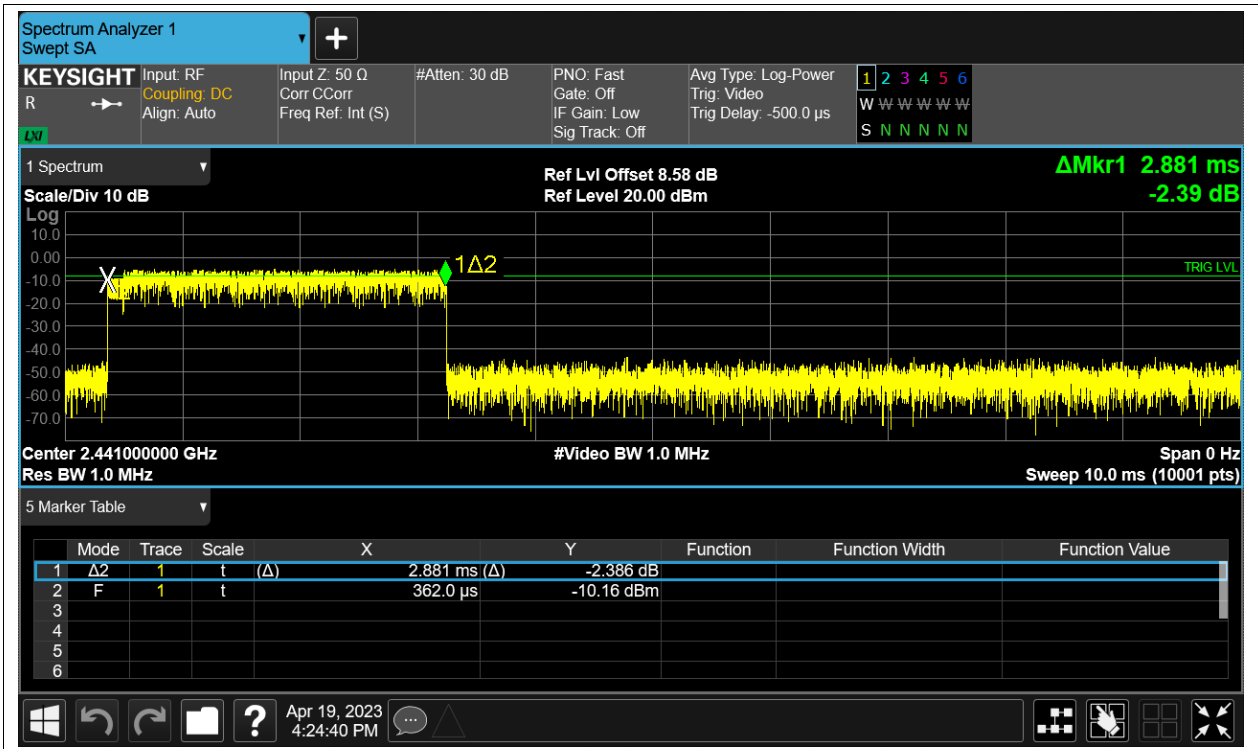 Spectrum Analyzer 1
Swept SA
KEYSIGHT Input: RF Input Z: 50 Ω #Atten: 30 dB PNO: Fast Avg Type: Log-Power 1 2 3 4 5 6
R Coupling: DC Corr CCorr Gate: Off Trig: Video W W W W W W
Align: Auto Freq Ref: Int (S) IF Gain: Low Trig Delay: -500.0 µs
LXI Sig Track: Off S N N N N N
1 Spectrum Ref Lvl Offset 8.58 dB ΔMkr1 2.881 ms
Scale/Div 10 dB Ref Level 20.00 dBm -2.39 dB
Log
10.0
0.00 1Δ2 TRIG LVL
-10.0 X
-20.0
-30.0
-40.0
-50.0
-60.0
-70.0
Center 2.441000000 GHz #Video BW 1.0 MHz Span 0 Hz
Res BW 1.0 MHz Sweep 10.0 ms (10001 pts)
5 Marker Table
Mode Trace Scale X Y Function Function Width Function Value
1 Δ2 1 t (Δ) 2.881 ms (Δ) -2.386 dB
2 F 1 t 362.0 µs -10.16 dBm
3
4
5
6
? Apr 19, 2023
4:24:40 PM